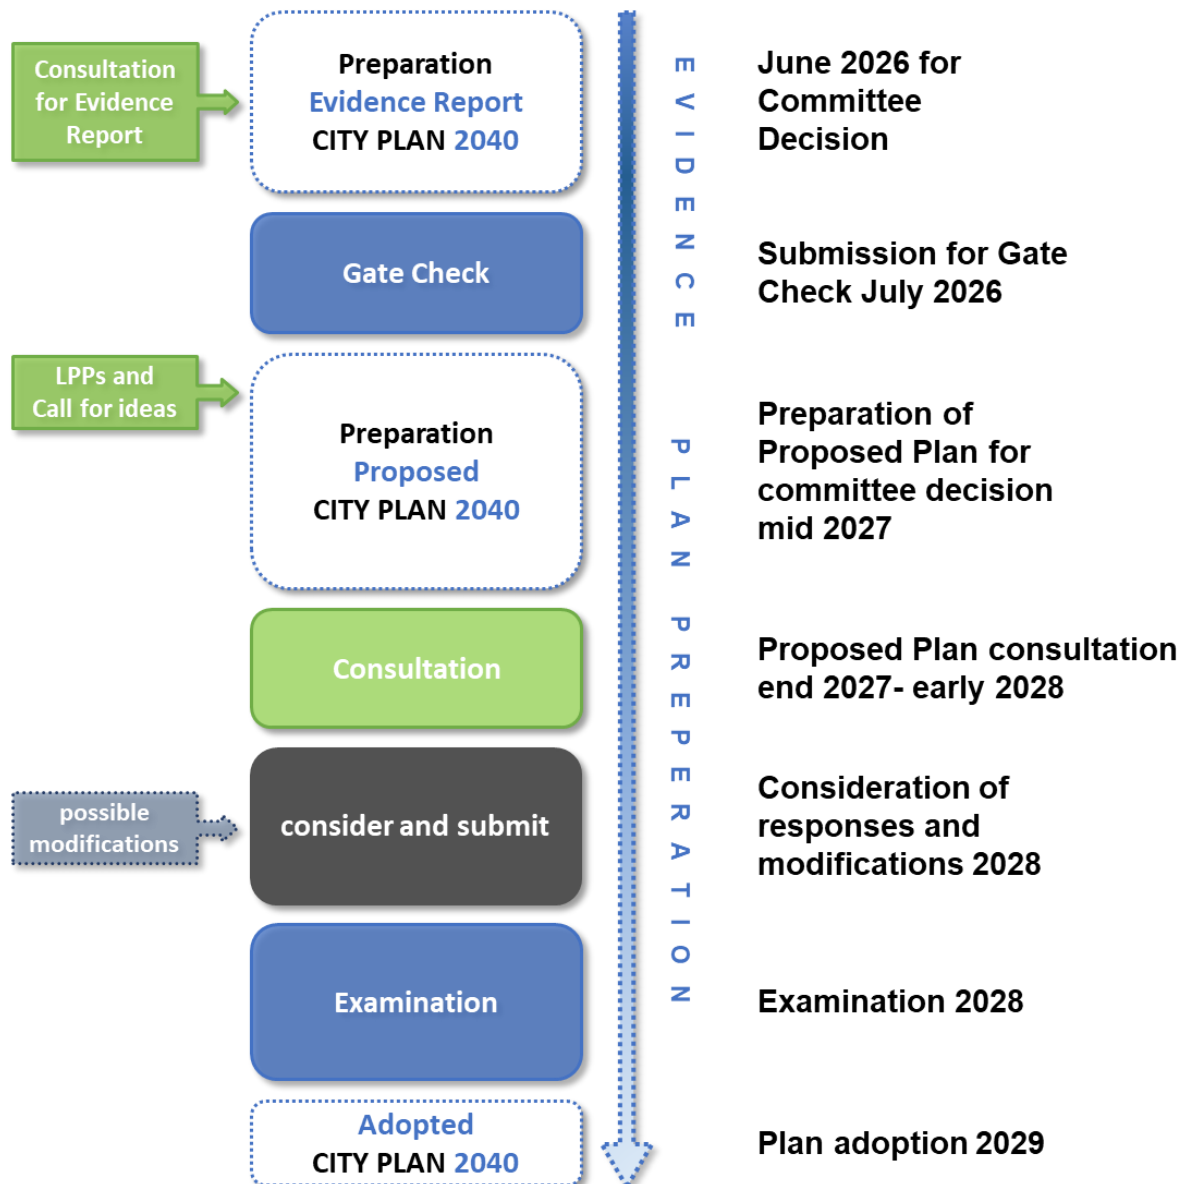 Consultation
for Evidence
Report
Preparation
Evidence Report
CITY PLAN 2040
June 2026 for
Committee
Decision
EVIDENCE
Gate Check
Submission for Gate
Check July 2026
LPPs and
Call for ideas
Preparation
Proposed
CITY PLAN 2040
Preparation of
Proposed Plan for
committee decision
mid 2027
PLAN PREPERATION
Consultation
Proposed Plan consultation
end 2027- early 2028
possible
modifications
consider and submit
Consideration of
responses and
modifications 2028
Examination
Examination 2028
Adopted
CITY PLAN 2040
Plan adoption 2029